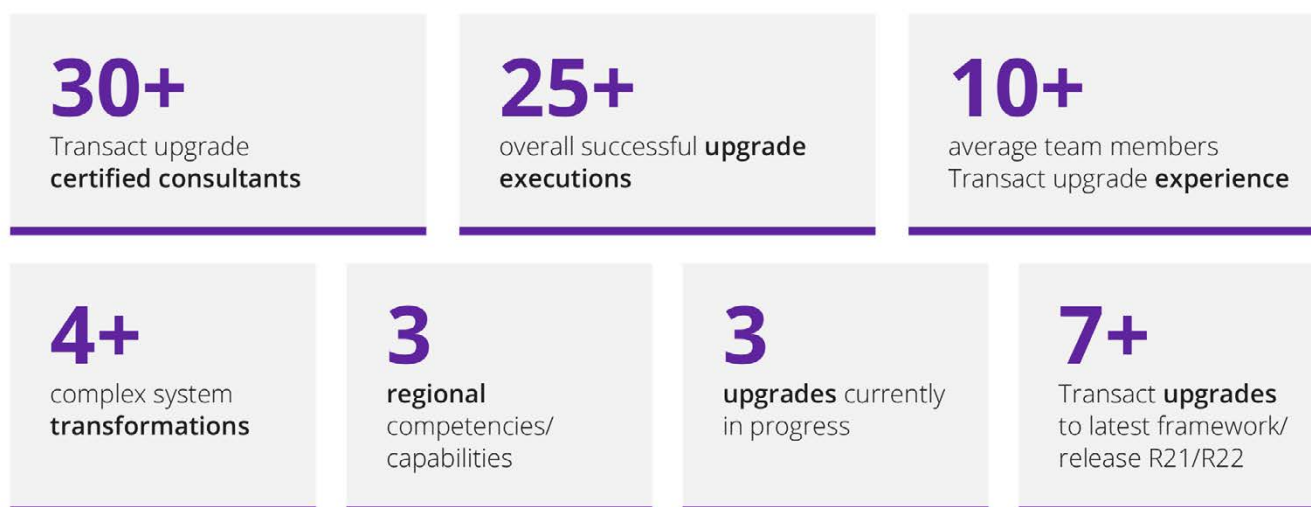 30+
Transact upgrade
certified consultants
25+
overall successful upgrade
executions
10+
average team members
Transact upgrade experience
4+
complex system
transformations
3
regional
competencies/
capabilities
3
upgrades currently
in progress
7+
Transact upgrades
to latest framework/
release R21/R22